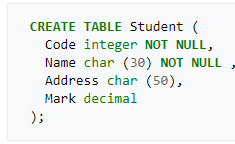 CREATE TABLE Student (
  Code integer NOT NULL,
  Name char (30) NOT NULL ,
  Address char (50),
  Mark decimal
);